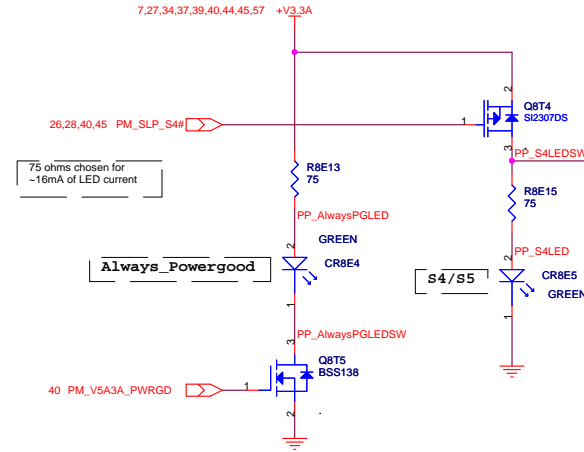 7,27,34,37,39,40,44,45,57 +V3.3A
2
Q8T4
SI2307DS
26,28,40,45 PM_SLP_S4#
1
3
PP_S4LEDSW
75 ohms chosen for
~16mA of LED current
R8E13
75
R8E15
75
PP_AlwaysPGLED
GREEN
2
CR8E4
Always_Powergood
1
PP_S4LED
2
S4/S5
CR8E5
GREEN
1
PP_AlwaysPGLEDSW
3
Q8T5
BSS138
40 PM_V5A3A_PWRGD
1
2